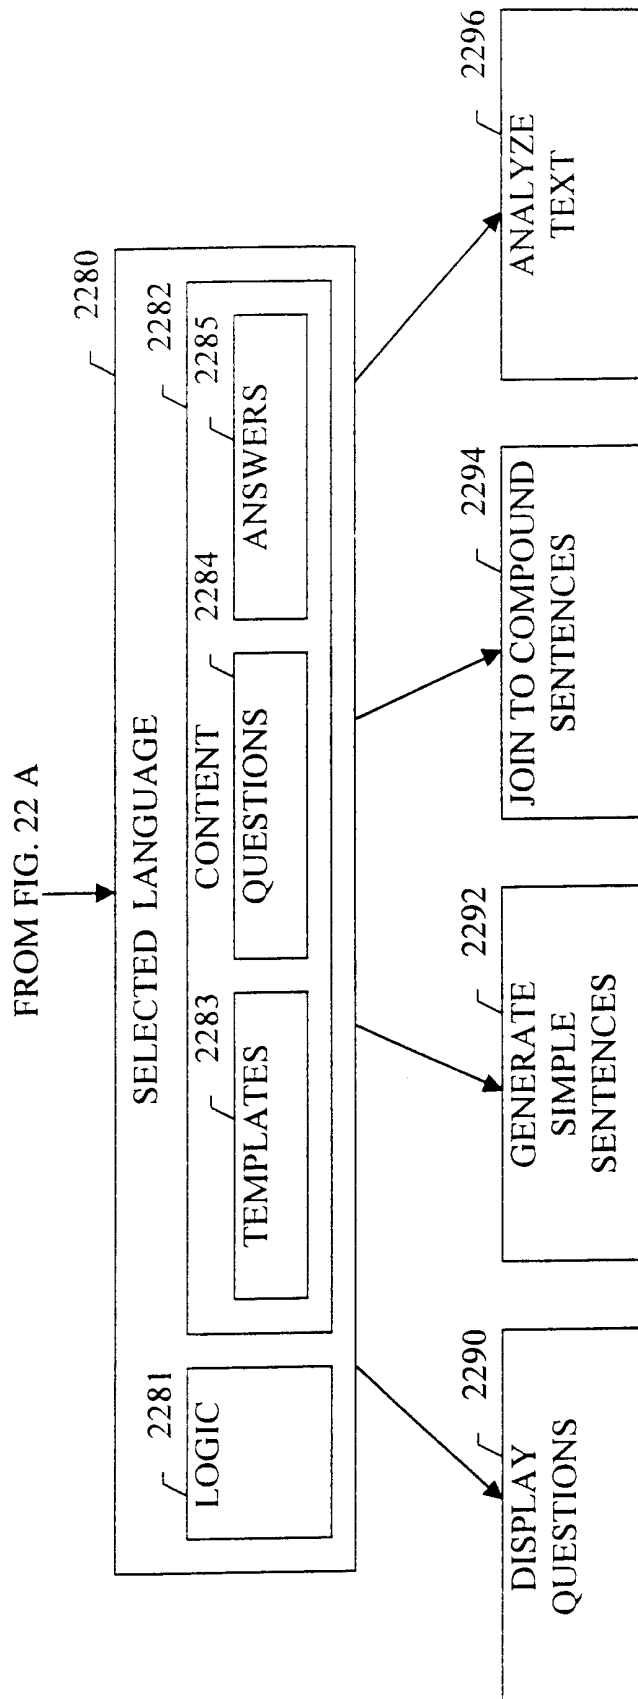 FROM FIG. 22 A
2280
SELECTED LANGUAGE
2282
2281
LOGIC
CONTENT
2283
TEMPLATES
2284
QUESTIONS
2285
ANSWERS
2290
DISPLAY
QUESTIONS
2292
GENERATE
SIMPLE
SENTENCES
2294
JOIN TO COMPOUND
SENTENCES
2296
ANALYZE
TEXT